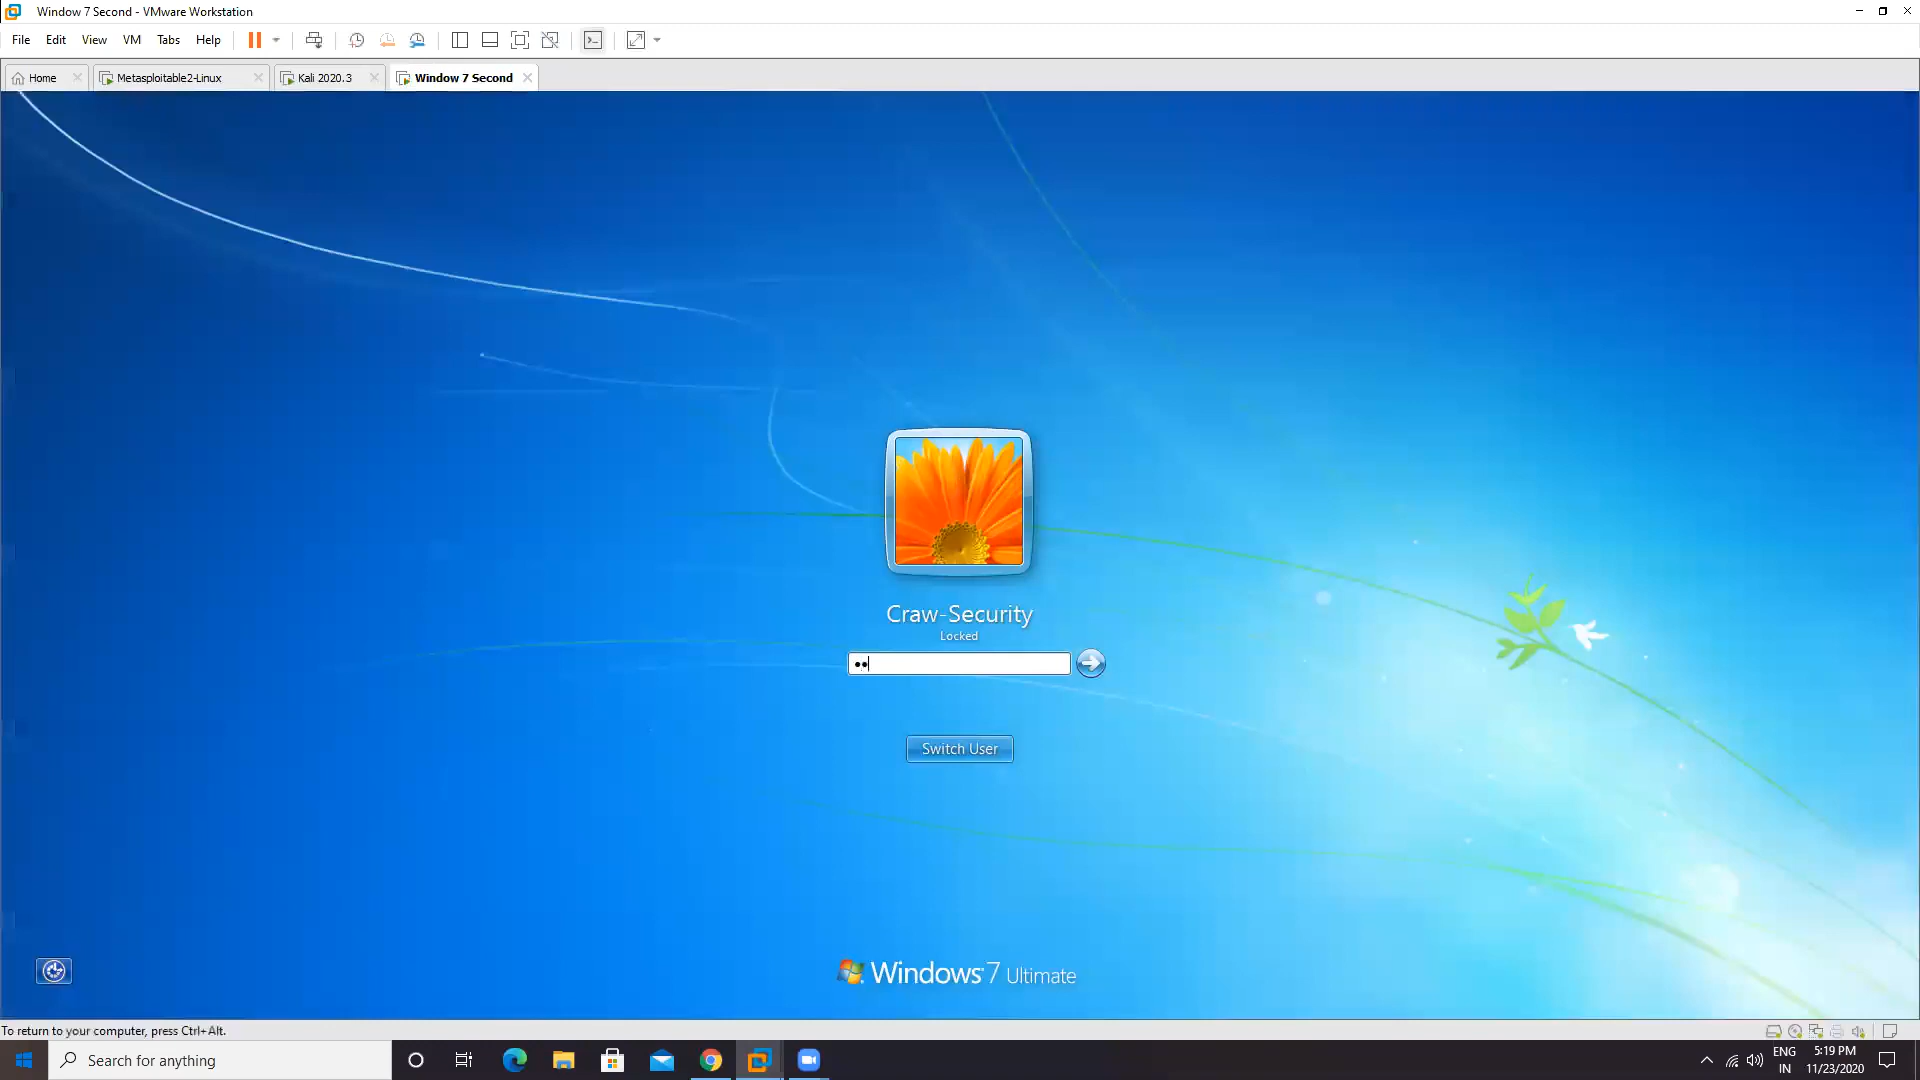 Window 7 Second - VMware Workstation
File Edit View VM Tabs Help
Home Metasploitable2-Linux Kali 2020.3 Window 7 Second
Craw-Security
Locked
Switch User
Windows 7 Ultimate
To return to your computer, press Ctrl+Alt.
Search for anything
ENG 5:19 PM
IN 11/23/2020